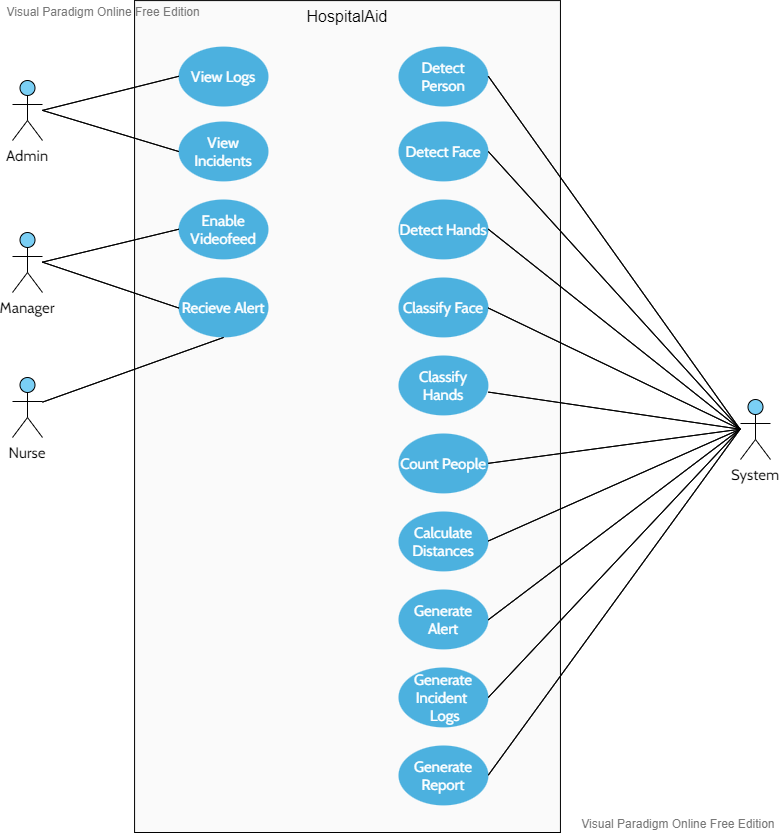 Visual Paradigm Online Free Edition
HospitalAid
View Logs
View
Incidents
Enable
Videofeed
Recieve Alert
Admin
Manager
Nurse
Detect
Person
Detect Face
Detect Hands
Classify Face
Classify
Hands
Count People
Calculate
Distances
Generate
Alert
Generate
Incident
Logs
Generate
Report
System
Visual Paradigm Online Free Edition